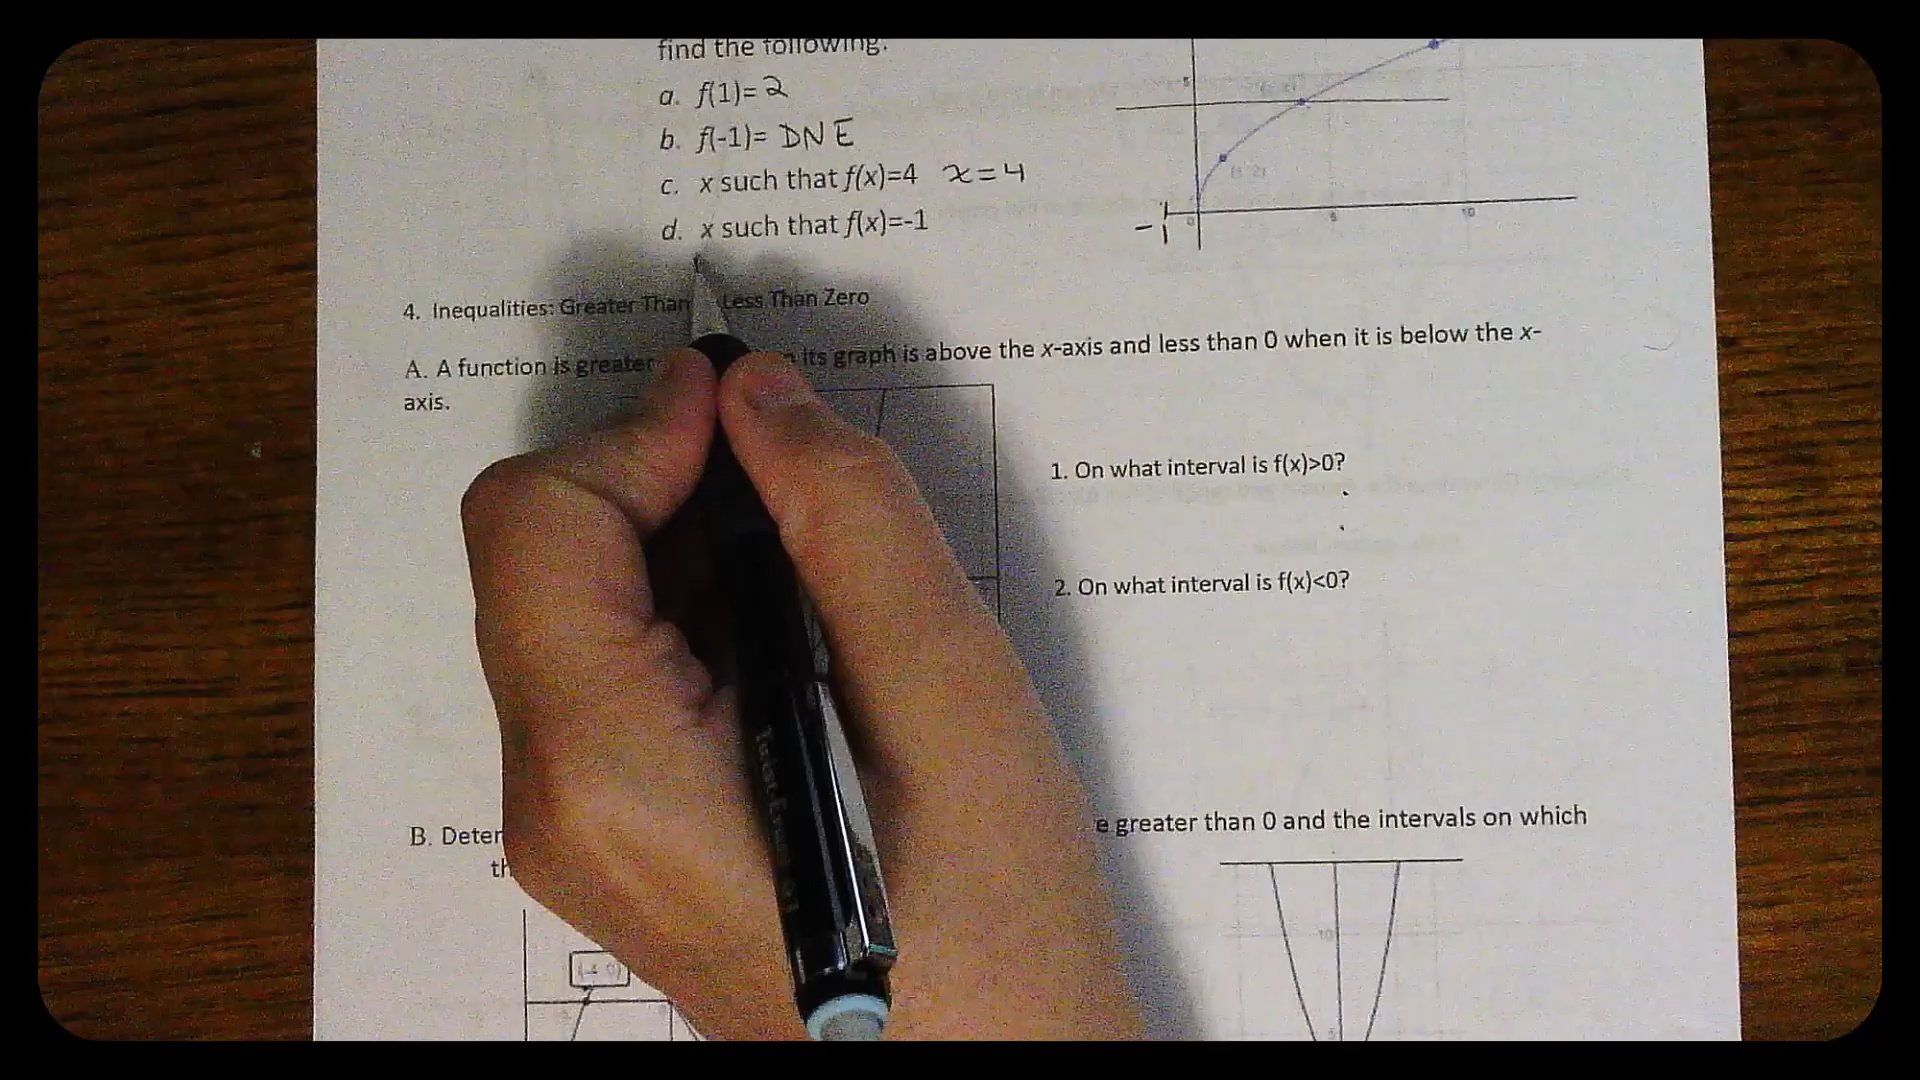 find the following:
a. f(1)= 2
b. f(-1)= DNE
c. x such that f(x)=4 x=4
d. x such that f(x)=-1
-1
0
5
10
4. Inequalities: Greater Than Less Than Zero
A. A function is greater its graph is above the x-axis and less than 0 when it is below the x-
axis.
1. On what interval is f(x)>0?
2. On what interval is f(x)<0?
B. greater than 0 and the intervals on which
10